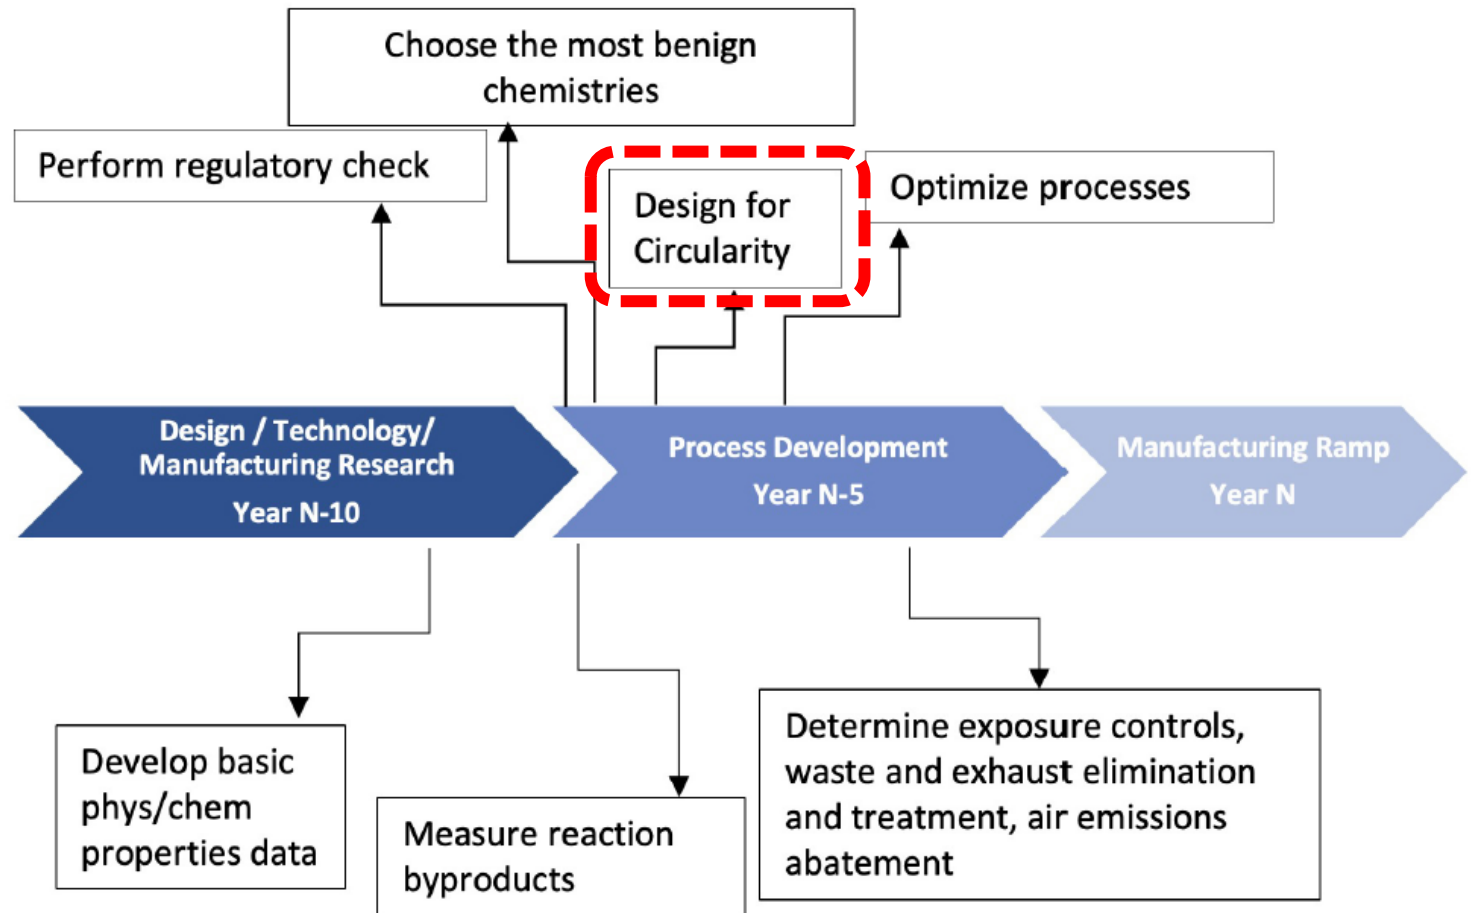 Choose the most benign
chemistries
Perform regulatory check
Design for
Circularity
Optimize processes
Design / Technology/
Manufacturing Research
Year N-10
Process Development
Year N-5
Manufacturing Ramp
Year N
Develop basic
phys/chem
properties data
Measure reaction
byproducts
Determine exposure controls,
waste and exhaust elimination
and treatment, air emissions
abatement